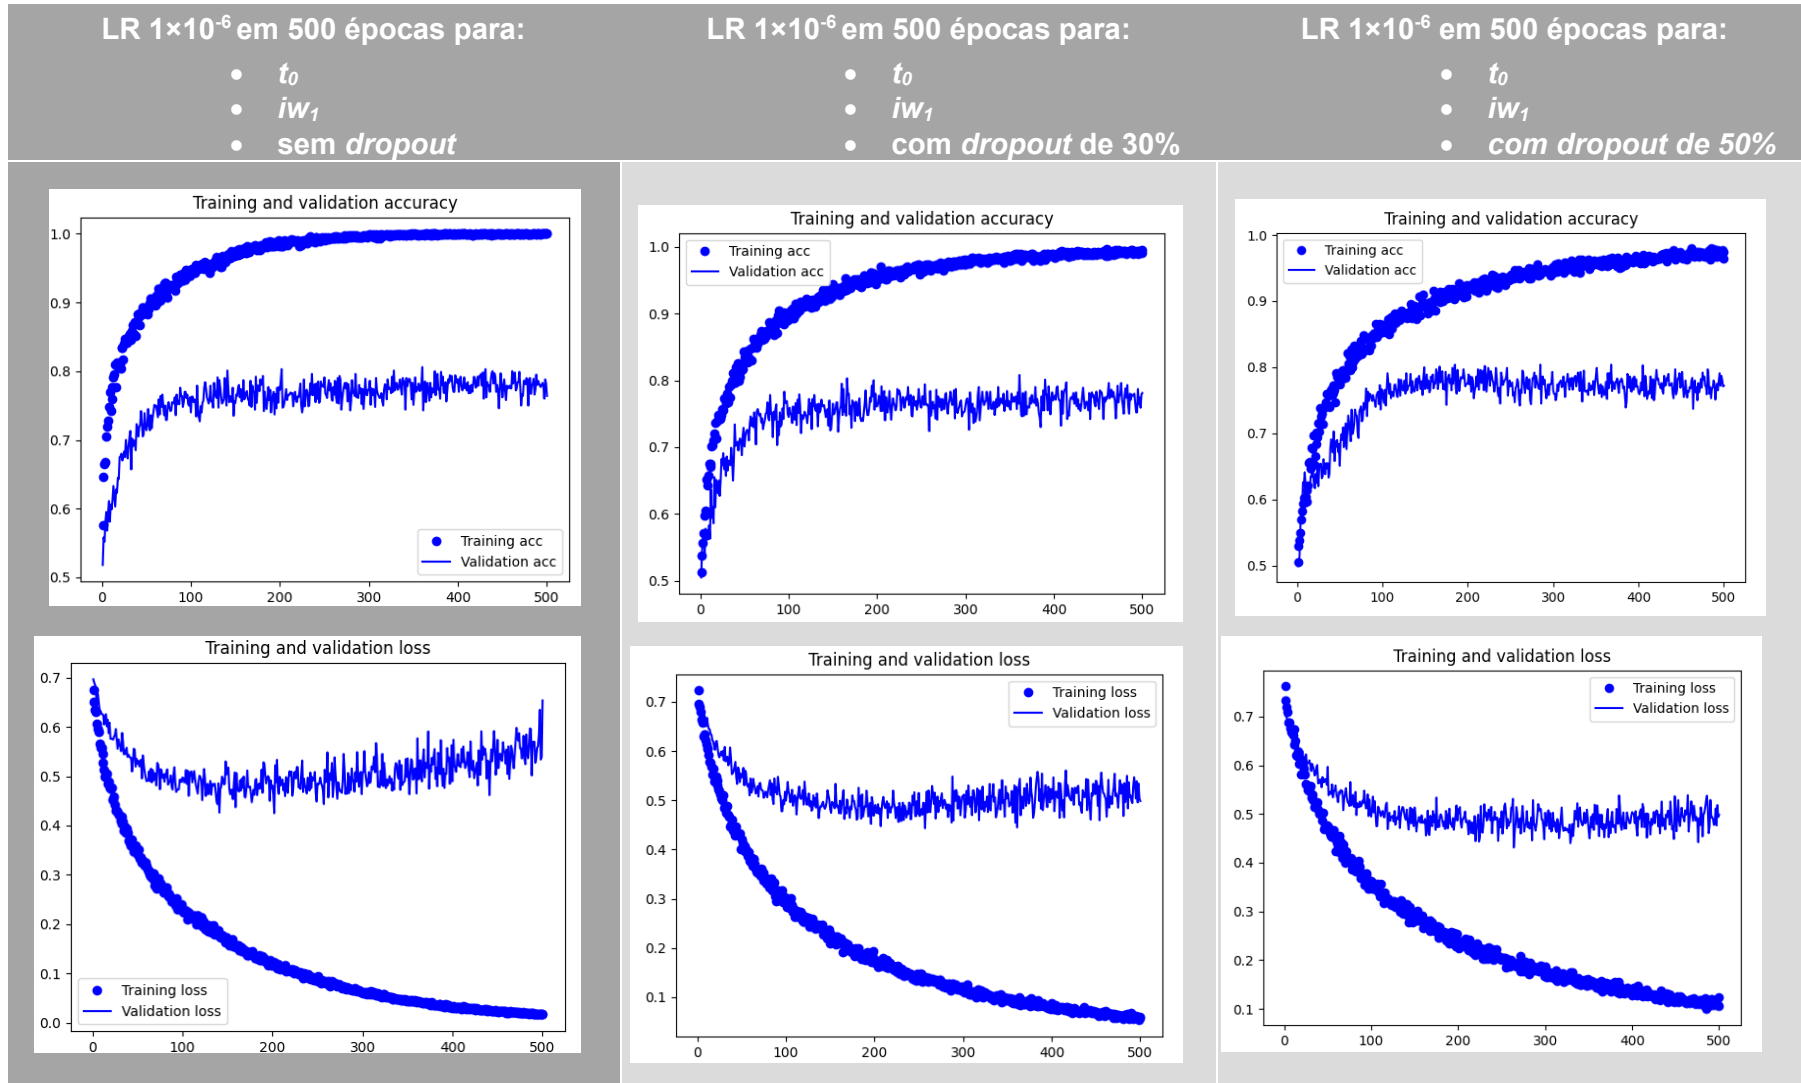 LR 1×10⁻⁶ em 500 épocas para:
• t₀
• iw₁
• sem dropout
LR 1×10⁻⁶ em 500 épocas para:
• t₀
• iw₁
• com dropout de 30%
LR 1×10⁻⁶ em 500 épocas para:
• t₀
• iw₁
• com dropout de 50%
Training and validation accuracy
1.0
0.9
0.8
0.7
0.6
0.5
Training acc
Validation acc
0 100 200 300 400 500
Training and validation accuracy
Training acc
Validation acc
1.0
0.9
0.8
0.7
0.6
0.5
0 100 200 300 400 500
Training and validation accuracy
Training acc
Validation acc
1.0
0.9
0.8
0.7
0.6
0.5
0 100 200 300 400 500
Training and validation loss
0.7
0.6
0.5
0.4
0.3
0.2
0.1
0.0
Training loss
Validation loss
0 100 200 300 400 500
Training and validation loss
Training loss
Validation loss
0.7
0.6
0.5
0.4
0.3
0.2
0.1
0 100 200 300 400 500
Training and validation loss
Training loss
Validation loss
0.7
0.6
0.5
0.4
0.3
0.2
0.1
0 100 200 300 400 500